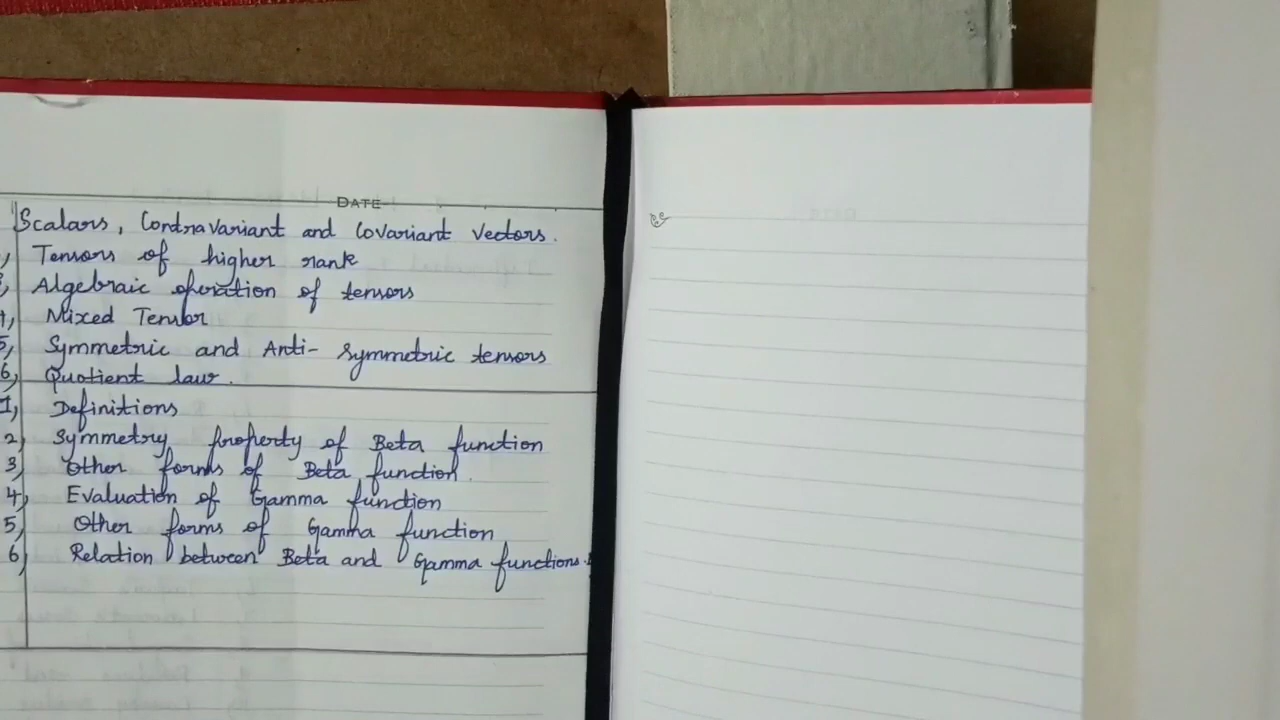 DATE
Scalars, Contravariant and Covariant Vectors.
Tensors of higher rank
Algebraic operation of tensors
4, Mixed Tensor
5, Symmetric and Anti- symmetric tensors
6, Quotient law.
1, Definitions
2, Symmetry property of Beta function
3, Other forms of Beta function.
4, Evaluation of Gamma function
5, Other forms of Gamma function
6, Relation between Beta and Gamma functions.